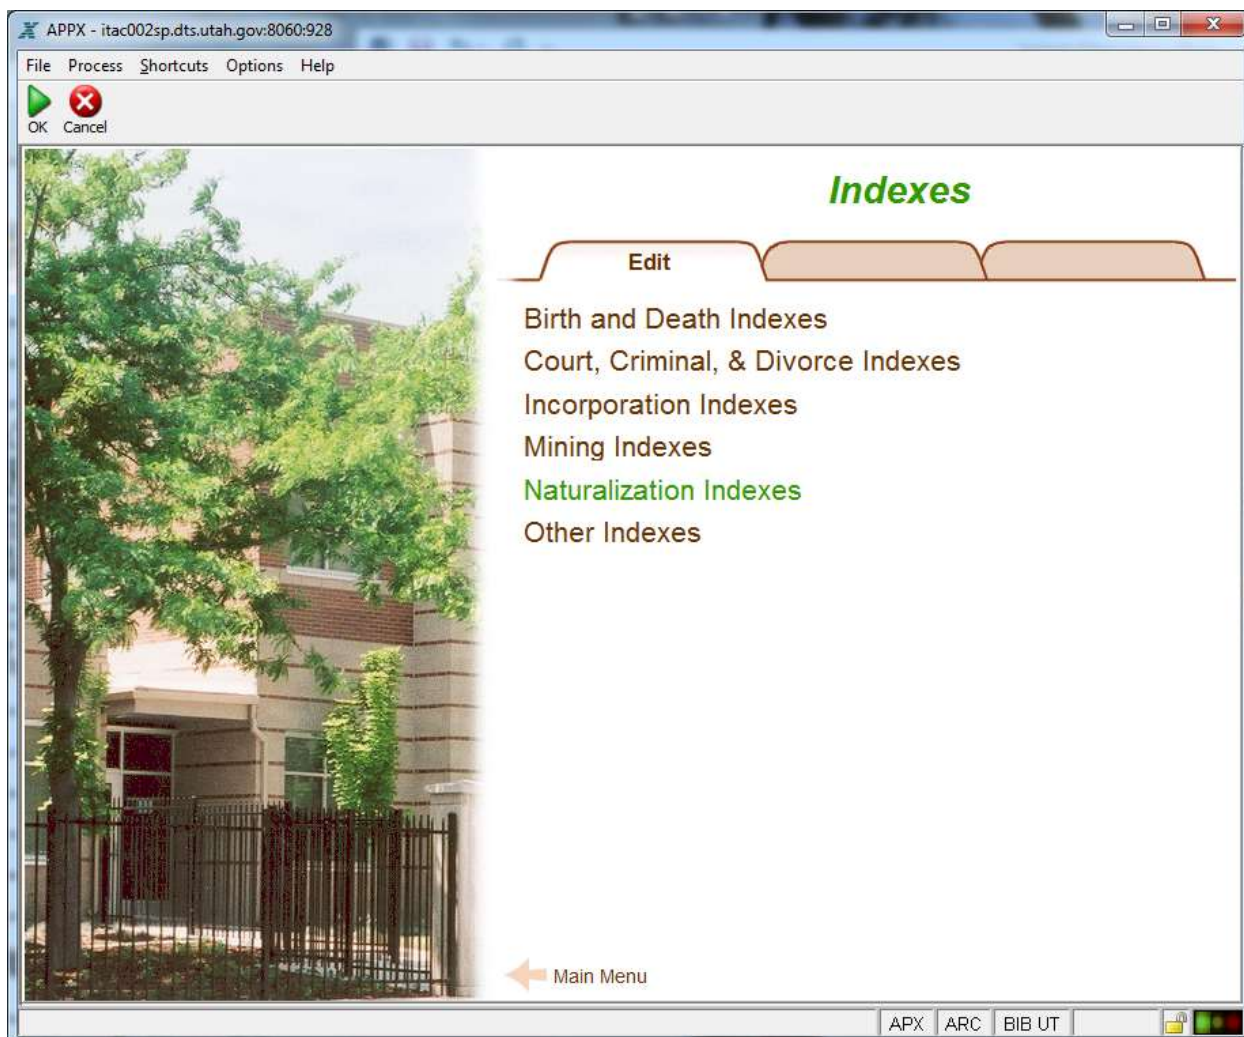 APPX - itac002sp.dts.utah.gov:8060:928
File Process Shortcuts Options Help
OK Cancel
Indexes
Edit
Birth and Death Indexes
Court, Criminal, & Divorce Indexes
Incorporation Indexes
Mining Indexes
Naturalization Indexes
Other Indexes
Main Menu
APX ARC BIB UT